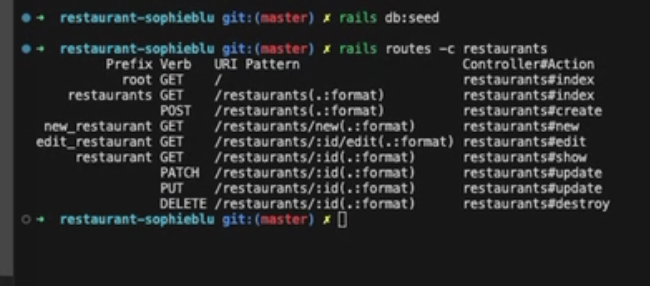 → restaurant-sophieblu git:(master) ✗ rails db:seed
→ restaurant-sophieblu git:(master) ✗ rails routes -c restaurants
Prefix Verb URI Pattern Controller#Action
root GET / restaurants#index
restaurants GET /restaurants(.:format) restaurants#index
POST /restaurants(.:format) restaurants#create
new_restaurant GET /restaurants/new(.:format) restaurants#new
edit_restaurant GET /restaurants/:id/edit(.:format) restaurants#edit
restaurant GET /restaurants/:id(.:format) restaurants#show
PATCH /restaurants/:id(.:format) restaurants#update
PUT /restaurants/:id(.:format) restaurants#update
DELETE /restaurants/:id(.:format) restaurants#destroy
→ restaurant-sophieblu git:(master) ✗